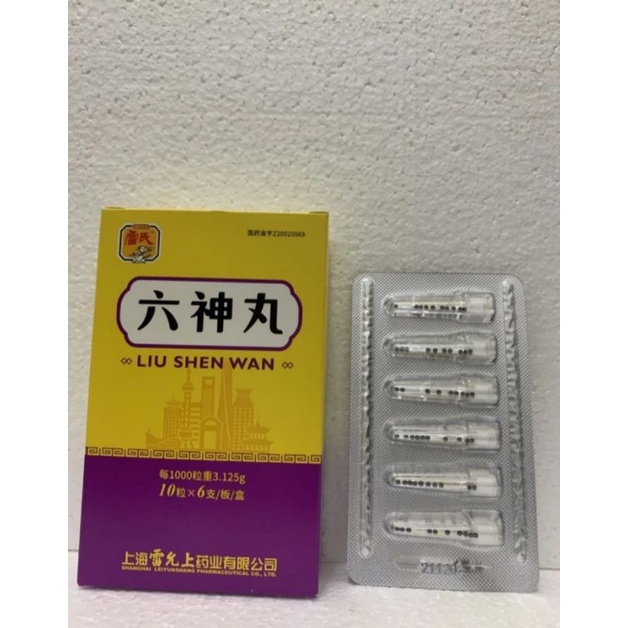 雷氏
国药准字Z20020069
六神丸
LIU SHEN WAN
每1000粒重3.125g
10粒×6支/板/盒
上海雷允上药业有限公司
SHANGHAI LEIYUNSHANG PHARMACEUTICAL CO., LTD.